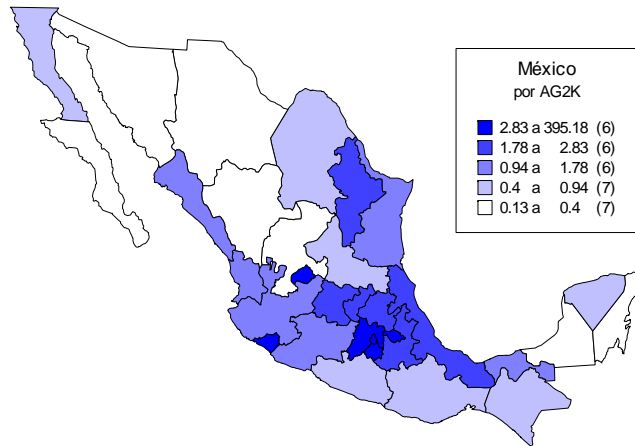 México
por AG2K
2.83 a 395.18 (6)
1.78 a 2.83 (6)
0.94 a 1.78 (6)
0.4 a 0.94 (7)
0.13 a 0.4 (7)